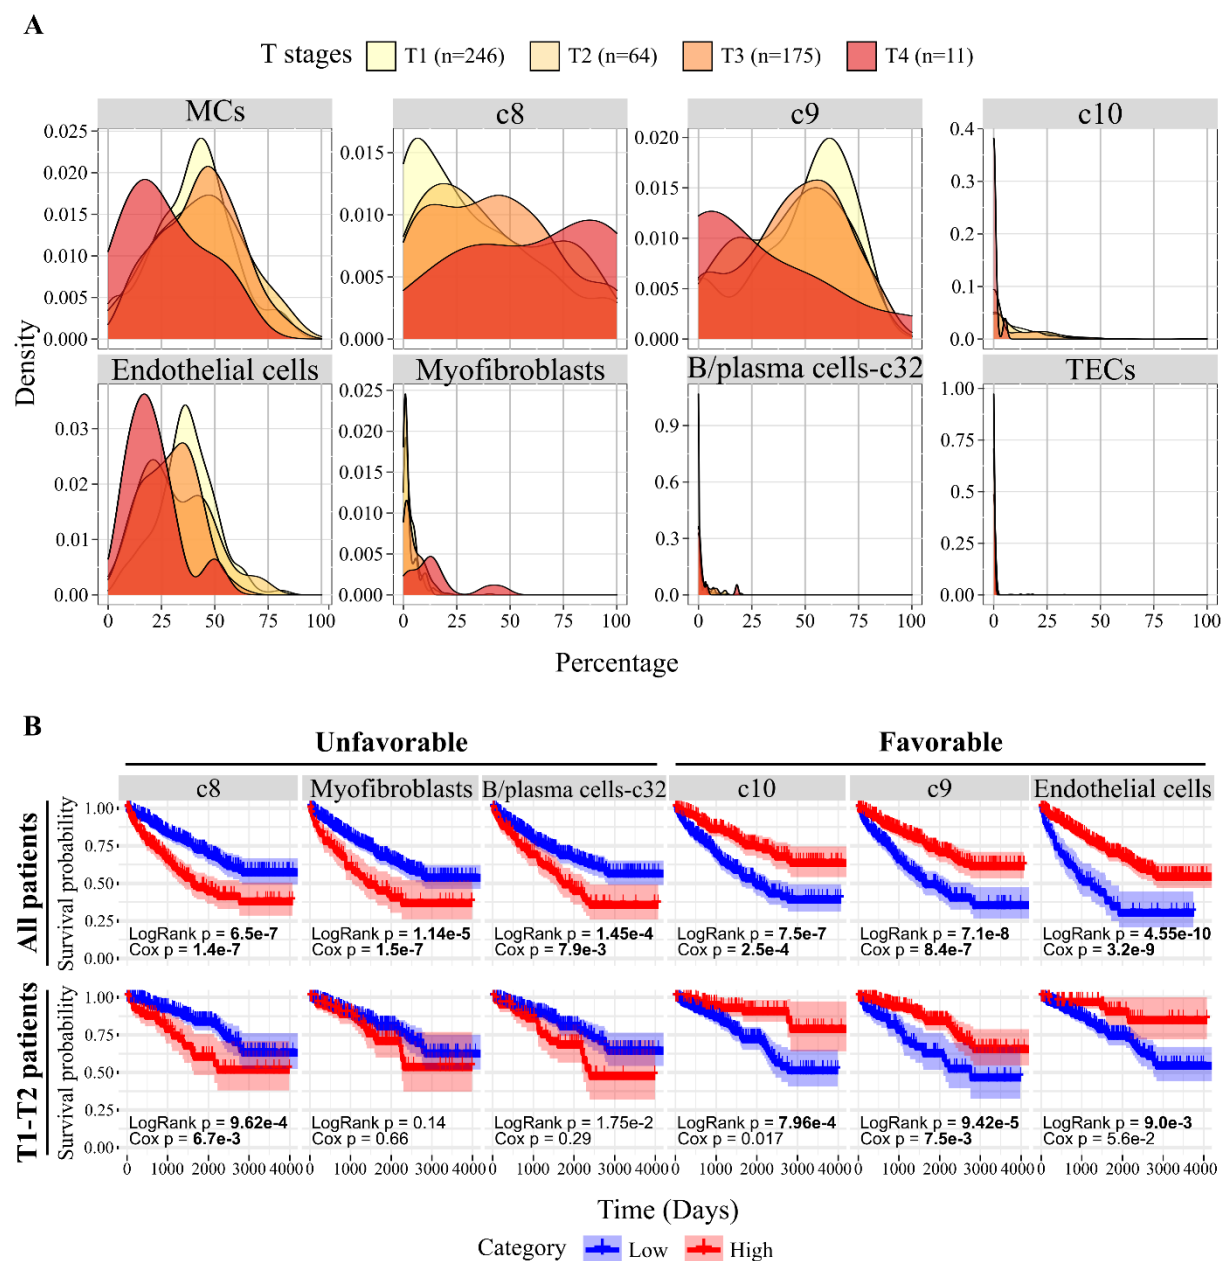 A
T stages T1 (n=246) T2 (n=64) T3 (n=175) T4 (n=11)
MCs c8 c9 c10
0.025
0.020
0.015
0.010
0.005
0.000
0.015
0.010
0.005
0.000
0.020
0.015
0.010
0.005
0.000
0.4
0.3
0.2
0.1
0.0
0 25 50 75 100
Density
Endothelial cells Myofibroblasts B/plasma cells-c32 TECs
0.03
0.02
0.01
0.00
0.025
0.020
0.015
0.010
0.005
0.000
0.9
0.6
0.3
0.0
1.00
0.75
0.5
0.25
0.00
0 25 50 75 100 0 25 50 75 100 0 25 50 75 100 0 25 50 75 100
Percentage
B
Unfavorable Favorable
c8 Myofibroblasts B/plasma cells-c32 c10 c9 Endothelial cells
All patients
Survival probability
1.00
0.75
0.50
0.25
0.00
LogRank p = 6.5e-7
Cox p = 1.4e-7
LogRank p = 1.14e-5
Cox p = 1.5e-7
LogRank p = 1.45e-4
Cox p = 7.9e-3
LogRank p = 7.5e-7
Cox p = 2.5e-4
LogRank p = 7.1e-8
Cox p = 8.4e-7
LogRank p = 4.55e-10
Cox p = 3.2e-9
T1-T2 patients
Survival probability
1.00
0.75
0.50
0.25
0.00
LogRank p = 9.62e-4
Cox p = 6.7e-3
LogRank p = 0.14
Cox p = 0.66
LogRank p = 1.75e-2
Cox p = 0.29
LogRank p = 7.96e-4
Cox p = 0.017
LogRank p = 9.42e-5
Cox p = 7.5e-3
LogRank p = 9.0e-3
Cox p = 5.6e-2
0 1000 2000 3000 4000 0 1000 2000 3000 4000 0 1000 2000 3000 4000 0 1000 2000 3000 4000 0 1000 2000 3000 4000 0 1000 2000 3000 4000
Time (Days)
Category Low High